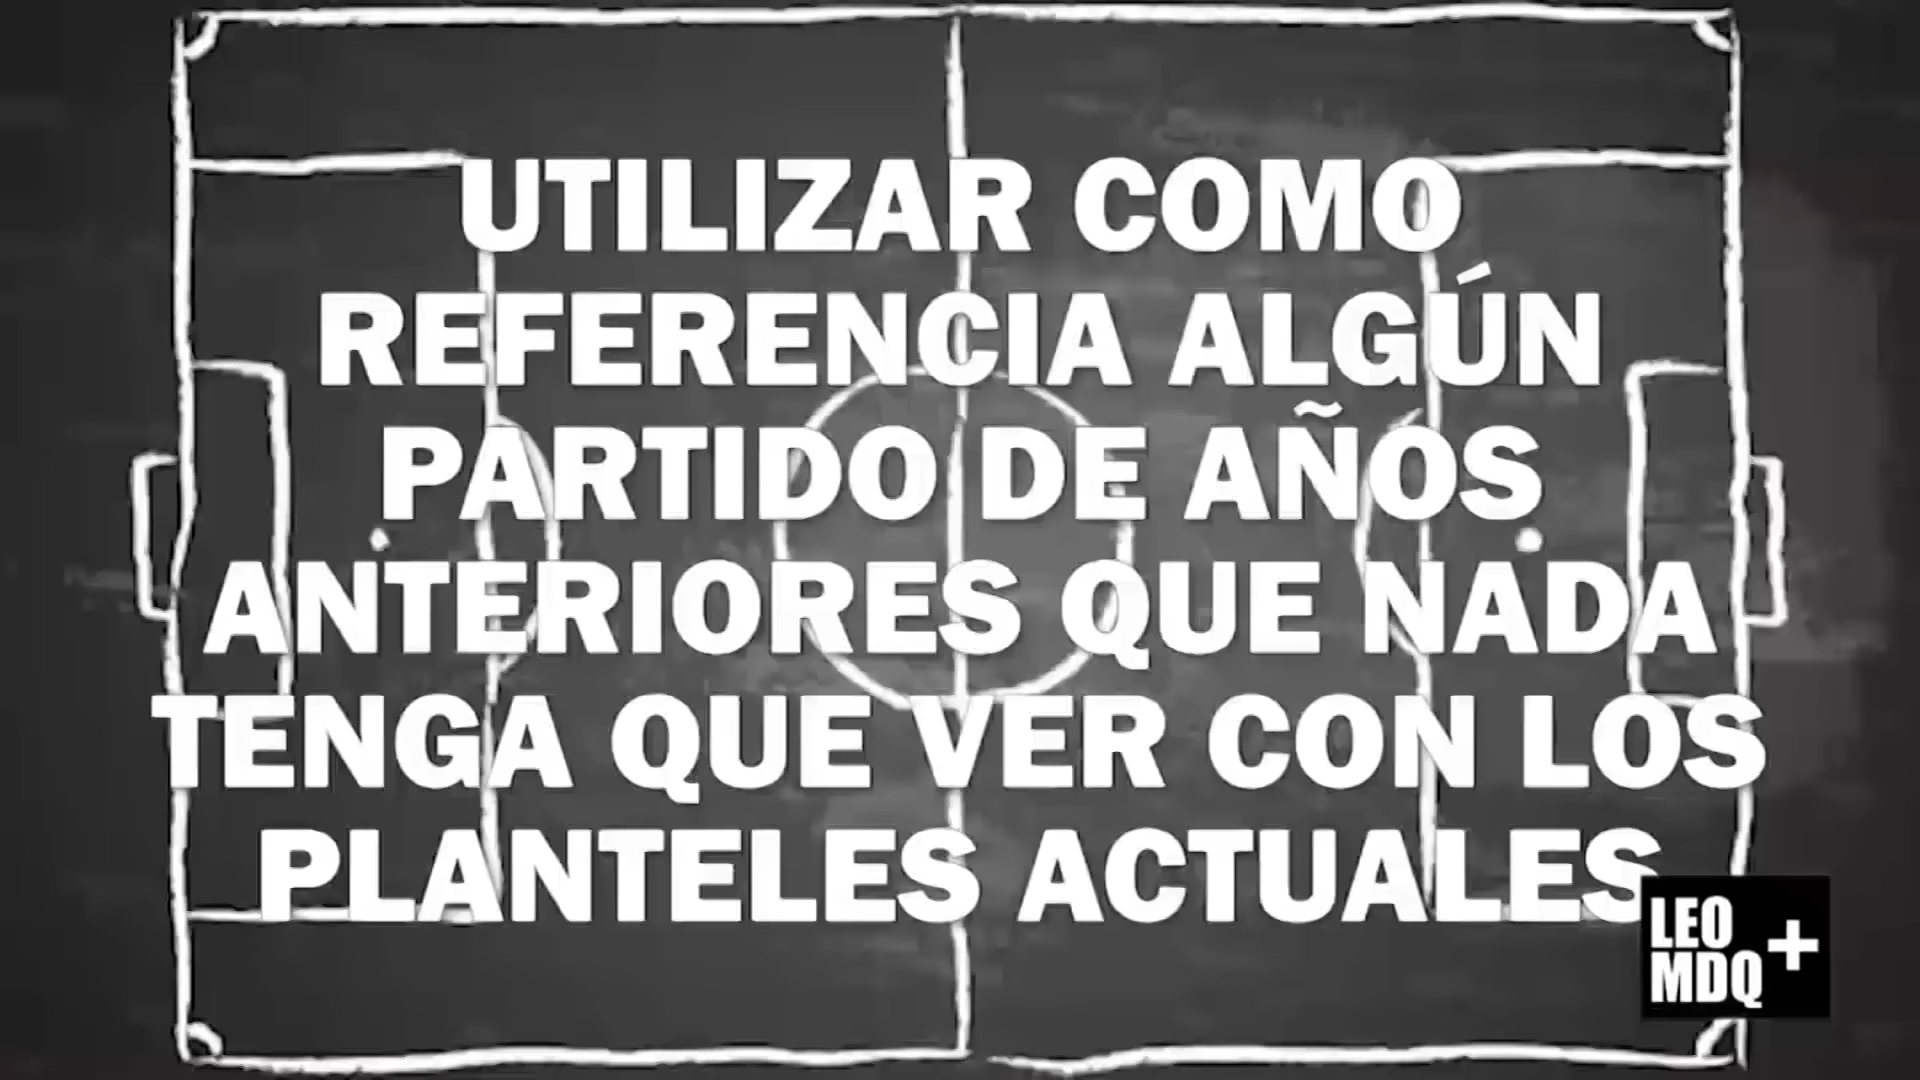 UTILIZAR COMO
REFERENCIA ALGÚN
PARTIDO DE AÑOS
ANTERIORES QUE NADA
TENGA QUE VER CON LOS
PLANTELES ACTUALES
LEO
MDQ+